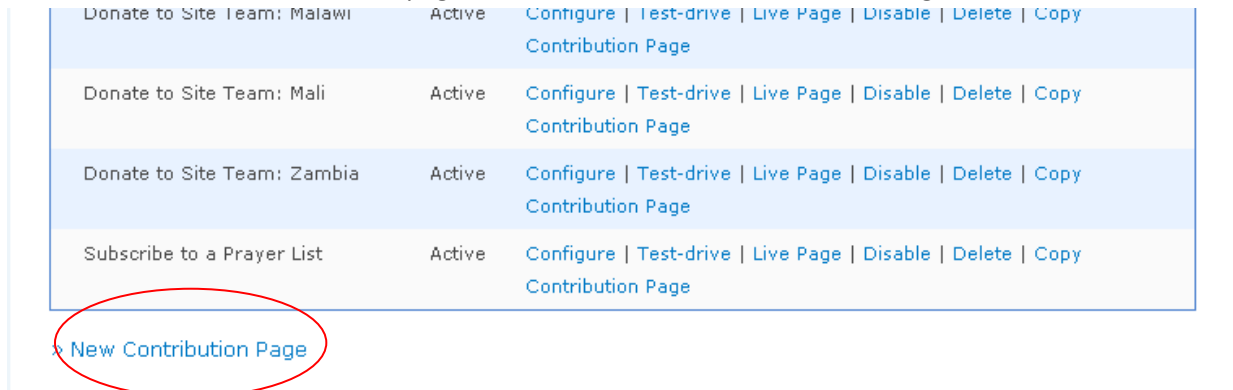 Donate to Site Team: Malawi Active Configure | Test-drive | Live Page | Disable | Delete | Copy
Contribution Page
Donate to Site Team: Mali Active Configure | Test-drive | Live Page | Disable | Delete | Copy
Contribution Page
Donate to Site Team: Zambia Active Configure | Test-drive | Live Page | Disable | Delete | Copy
Contribution Page
Subscribe to a Prayer List Active Configure | Test-drive | Live Page | Disable | Delete | Copy
Contribution Page
» New Contribution Page